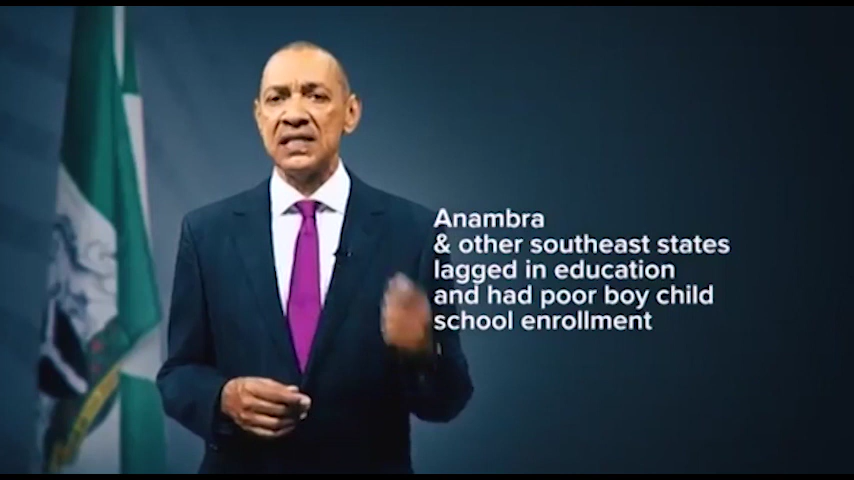 Anambra
& other southeast states
lagged in education
and had poor boy child
school enrollment